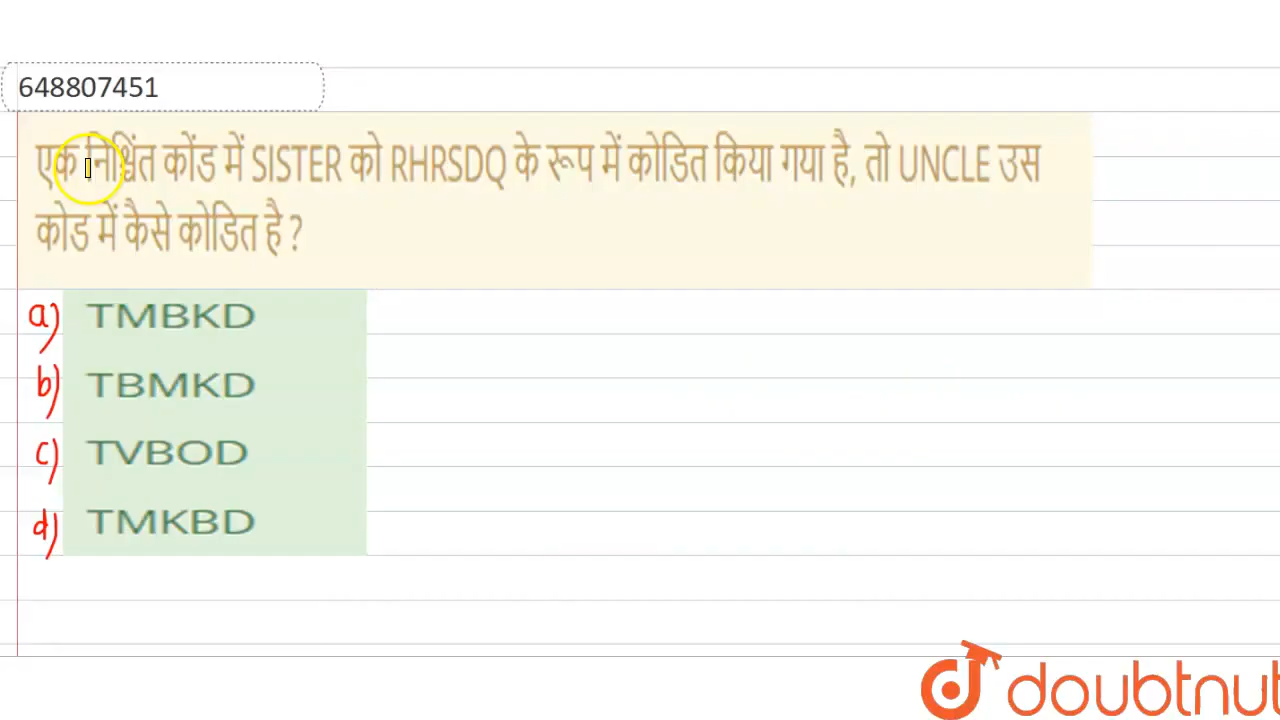 648807451
एक निश्चिंत कोंड में SISTER को RHRSDQ के रूप में कोडित किया गया है, तो UNCLE उस
कोड में कैसे कोडित है ?
a) TMBKD
b) TBMKD
c) TVBOD
d) TMKBD
doubtnut